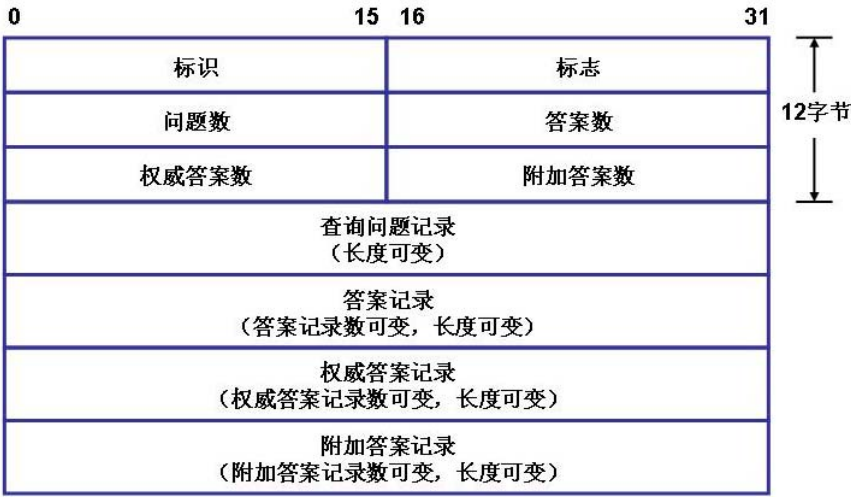 0 15 16 31
标识 标志
问题数 答案数 12字节
权威答案数 附加答案数
查询问题记录
（长度可变）
答案记录
（答案记录数可变，长度可变）
权威答案记录
（权威答案记录数可变，长度可变）
附加答案记录
（附加答案记录数可变，长度可变）